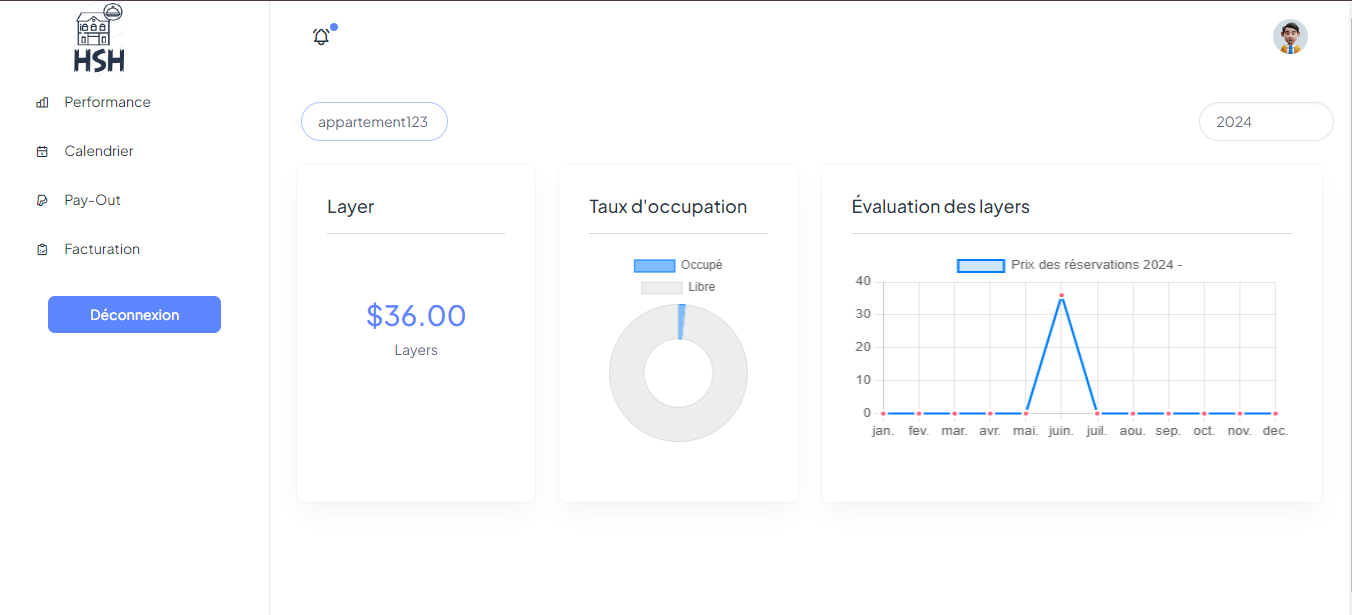 HSH
Performance
Calendrier
Pay-Out
Facturation
Déconnexion
appartement123
2024
Layer
$36.00
Layers
Taux d'occupation
Occupé
Libre
Évaluation des layers
Prix des réservations 2024 -
40
30
20
10
0
jan. fev. mar. avr. mai. juin. juil. aou. sep. oct. nov. dec.